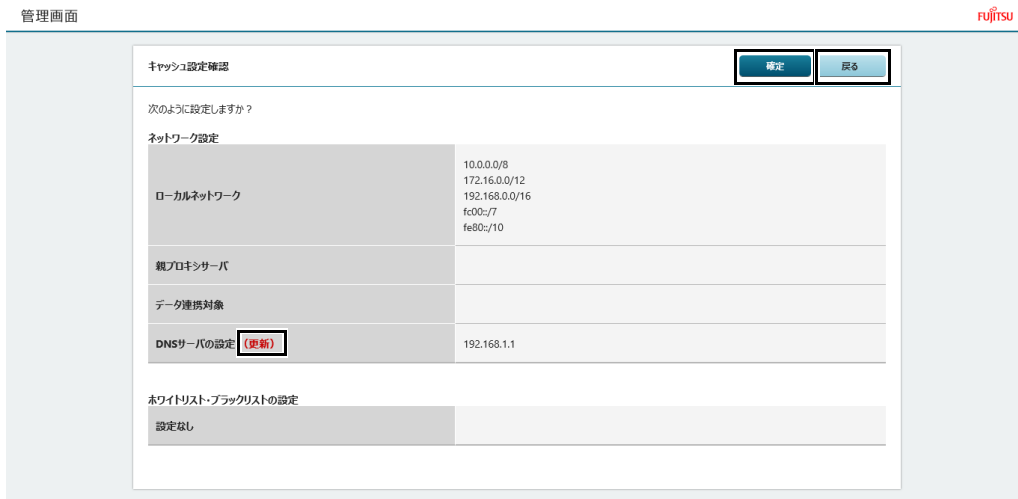 管理画面
FUJITSU
キャッシュ設定確認
確定
戻る
次のように設定しますか？
ネットワーク設定
ローカルネットワーク
10.0.0.0/8
172.16.0.0/12
192.168.0.0/16
fc00::/7
fe80::/10
親プロキシサーバ
データ連携対象
DNSサーバの設定（更新）
192.168.1.1
ホワイトリスト・ブラックリストの設定
設定なし